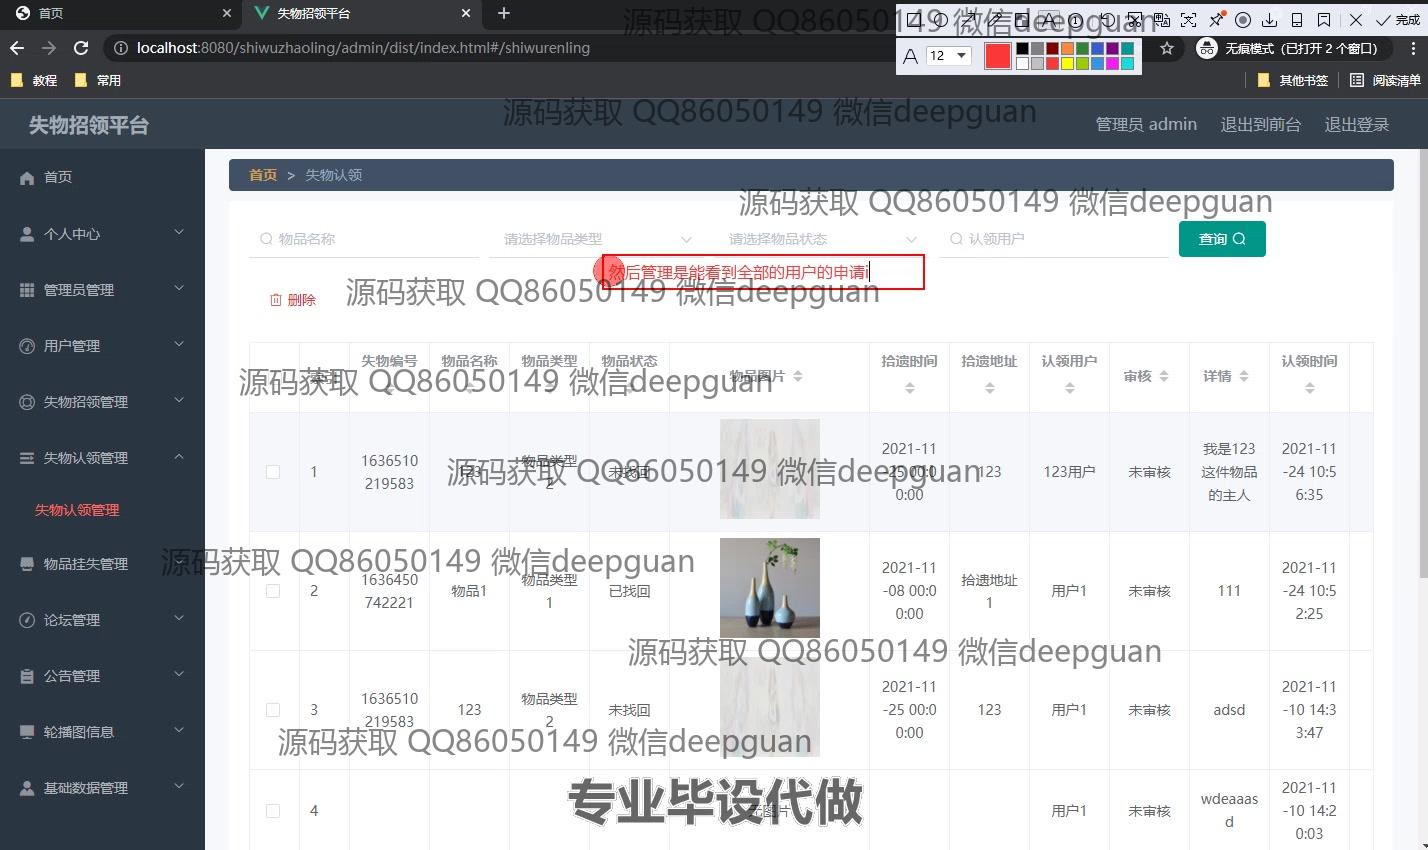 首页
失物招领平台
完成
localhost:8080/shiwuzhaoling/admin/dist/index.html#/shiwurenling
无痕模式（已打开 2 个窗口）
A
12
教程
常用
其他书签
阅读清单
源码获取 QQ86050149 微信deepguan
失物招领平台
源码获取 QQ86050149 微信deepguan
管理员 admin
退出到前台
退出登录
首页
个人中心
管理员管理
用户管理
失物招领管理
失物认领管理
失物认领管理
物品挂失管理
论坛管理
公告管理
轮播图信息
基础数据管理
首页 > 失物认领
源码获取 QQ86050149 微信deepguan
物品名称
请选择物品类型
请选择物品状态
认领用户
查询
然后管理是能看到全部的用户的申请i
删除
源码获取 QQ86050149 微信deepguan
失物编号
物品名称
物品类型
物品状态
物品图片
拾遗时间
拾遗地址
认领用户
审核
详情
认领时间
源码获取 QQ86050149 微信deepguan
1
1636510
219583
123
物品类型
2
未找回
2021-11
-25 00:0
0:00
123
123用户
未审核
我是123
这件物品
的主人
2021-11
-24 10:5
6:35
源码获取 QQ86050149 微信deepguan
2
1636450
742221
物品1
物品类型
1
已找回
2021-11
-08 00:0
0:00
拾遗地址
1
用户1
未审核
111
2021-11
-24 10:5
2:25
源码获取 QQ86050149 微信deepguan
源码获取 QQ86050149 微信deepguan
3
1636510
219583
123
物品类型
2
未找回
2021-11
-25 00:0
0:00
123
用户1
未审核
adsd
2021-11
-10 14:3
3:47
源码获取 QQ86050149 微信deepguan
4
无图片
用户1
未审核
wdeaaas
d
2021-11
-10 14:2
0:03
专业毕设代做